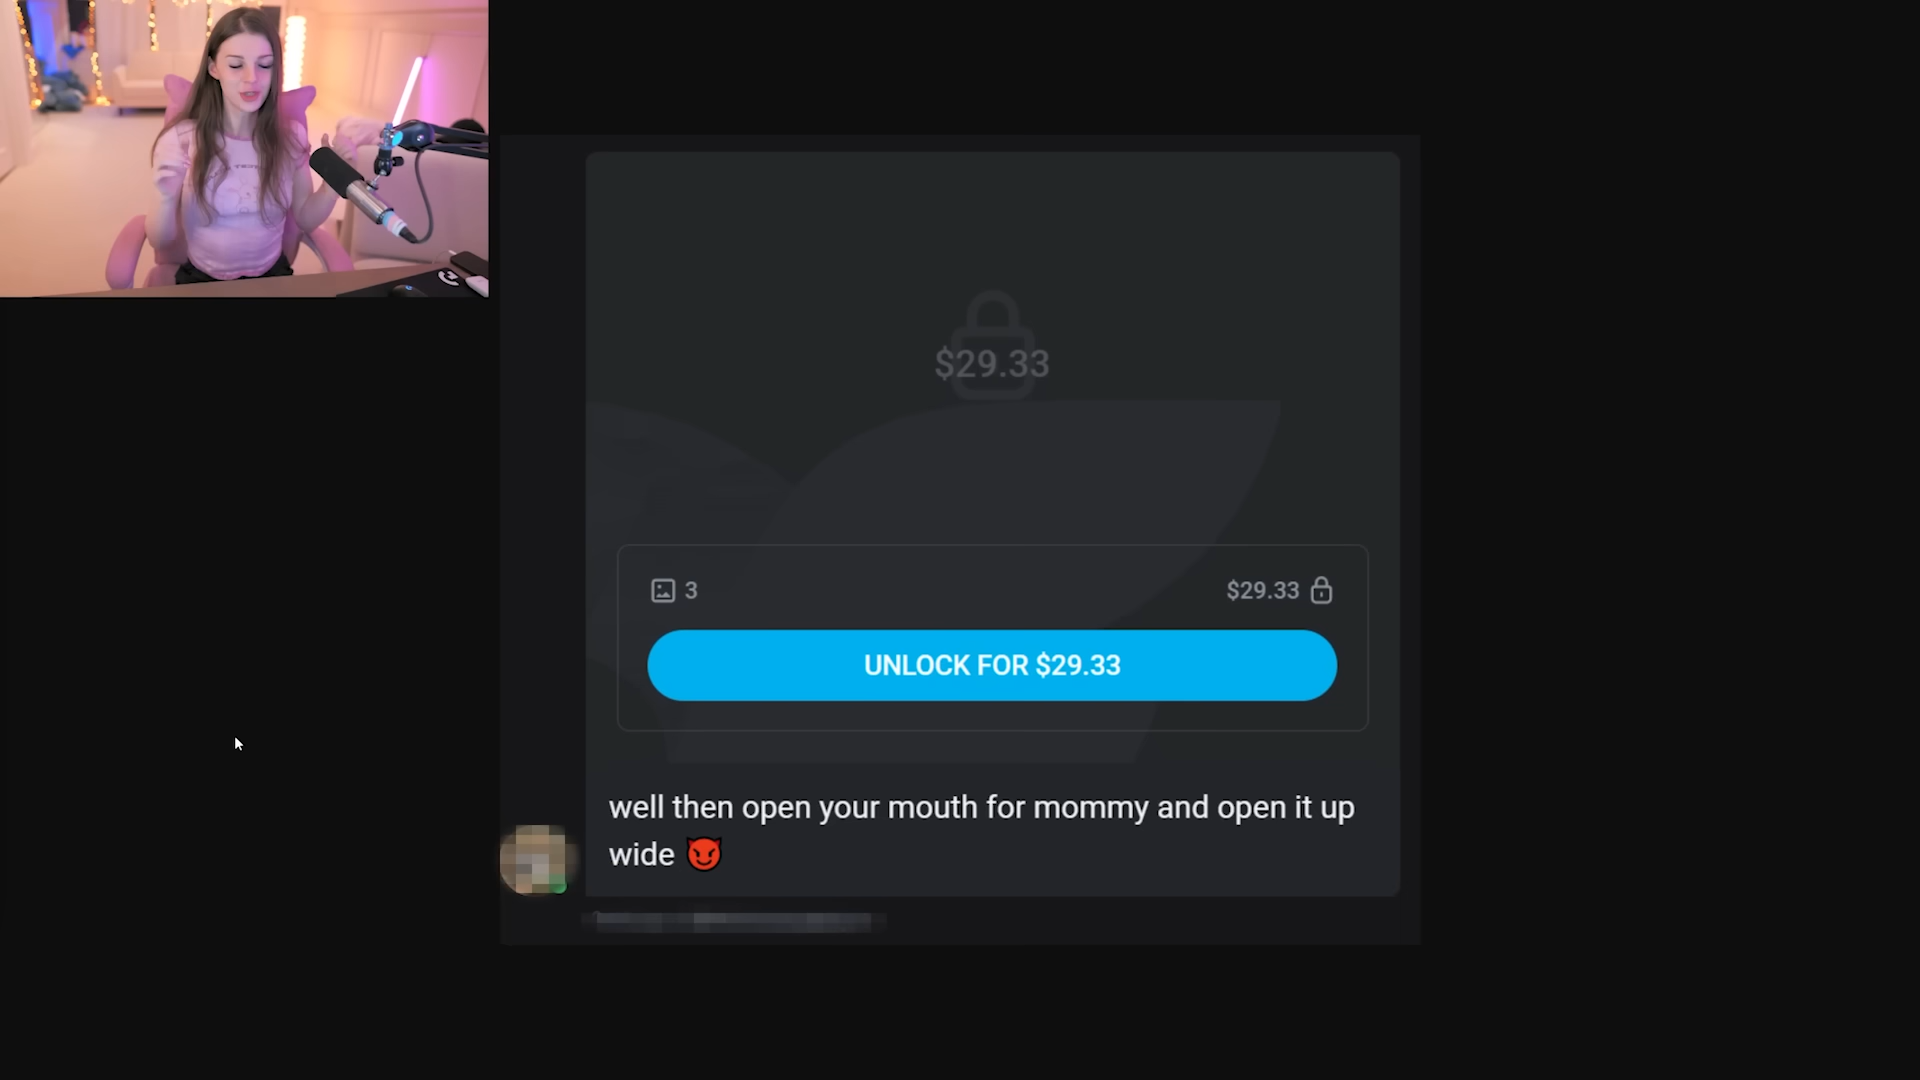 $29.33
3
$29.33
UNLOCK FOR $29.33
well then open your mouth for mommy and open it up
wide 😈